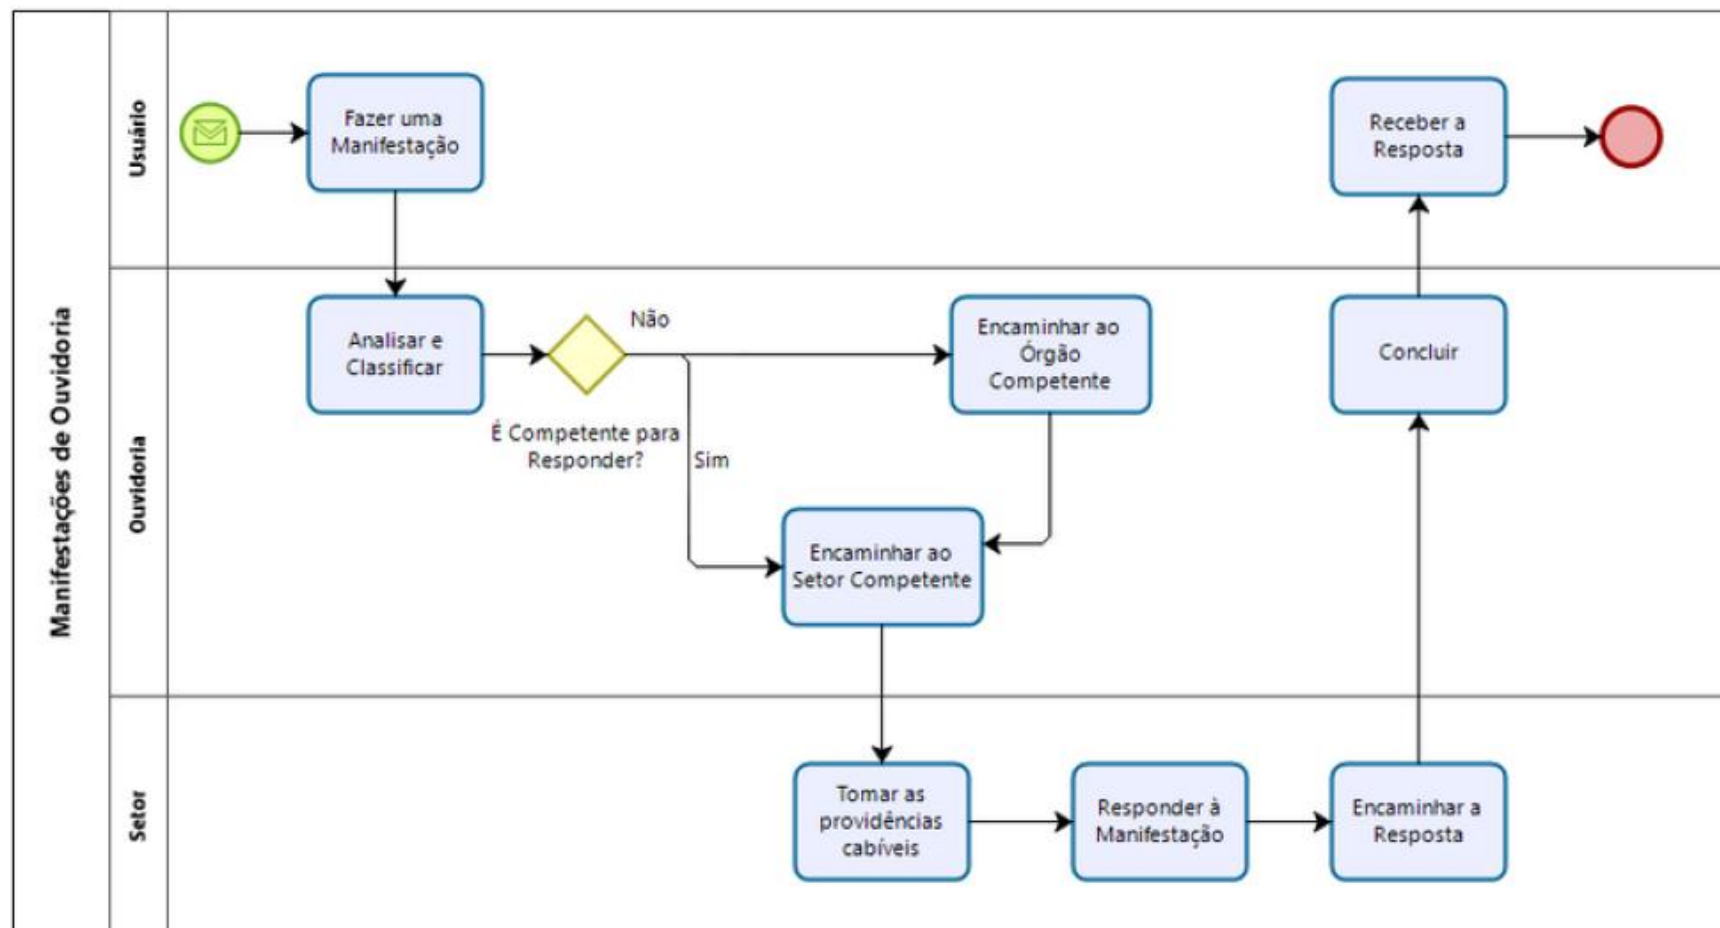 Manifestações de Ouvidoria
Usuário
Fazer uma
Manifestação
Receber a
Resposta
Ouvidoria
Analisar e
Classificar
É Competente para
Responder?
Não
Sim
Encaminhar ao
Órgão
Competente
Encaminhar ao
Setor Competente
Concluir
Setor
Tomar as
providências
cabíveis
Responder à
Manifestação
Encaminhar a
Resposta